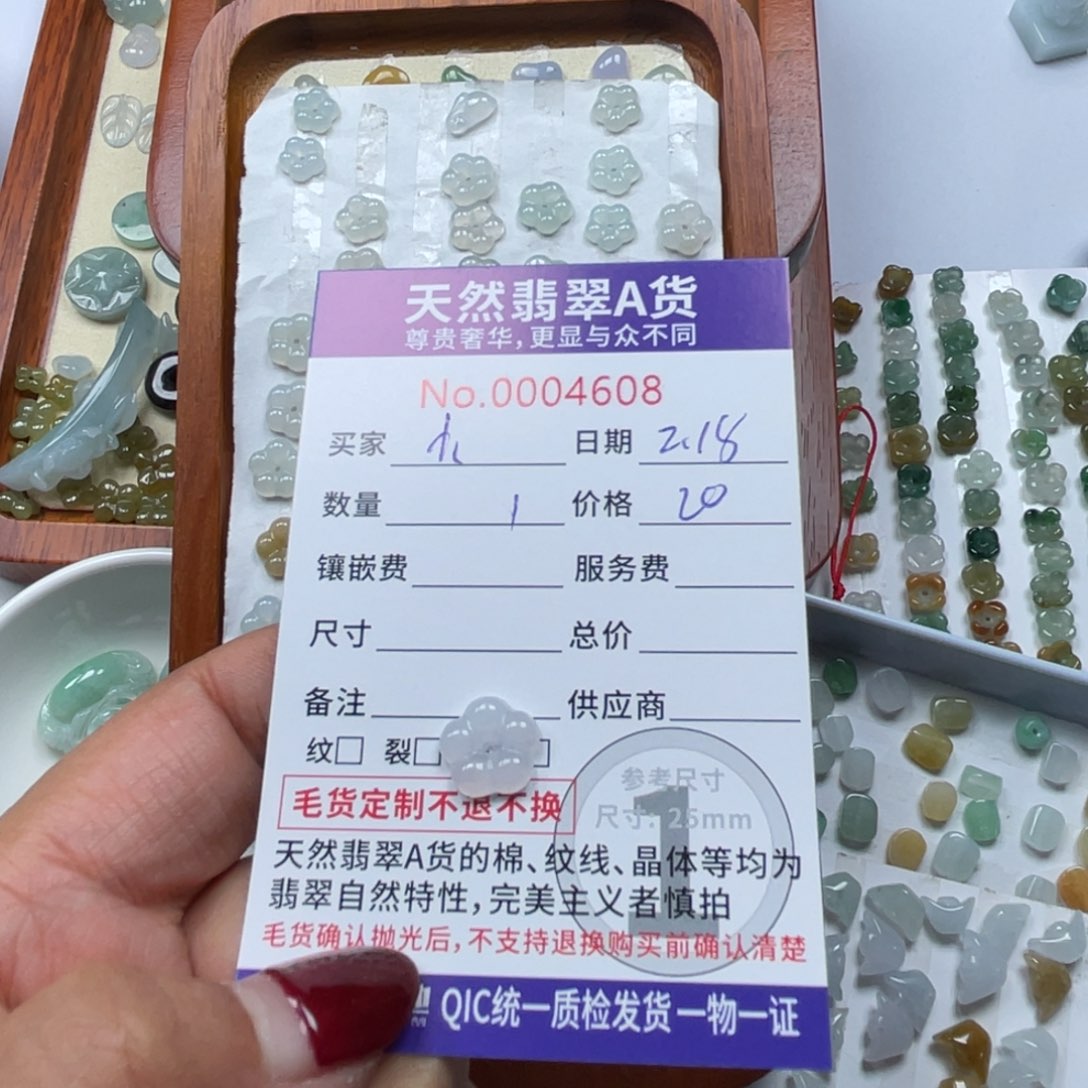 天然翡翠A货
尊贵奢华，更显与众不同
No.0004608
买家 日期 2.18
数量 1 价格 20
镶嵌费 服务费
尺寸 总价
备注 供应商
纹□ 裂□ □
毛货定制不退不换
参考尺寸
尺寸: 25mm
1
天然翡翠A货的棉、纹线、晶体等均为
翡翠自然特性，完美主义者慎拍
毛货确认抛光后，不支持退换购买前确认清楚
QIC统一质检发货一物一证